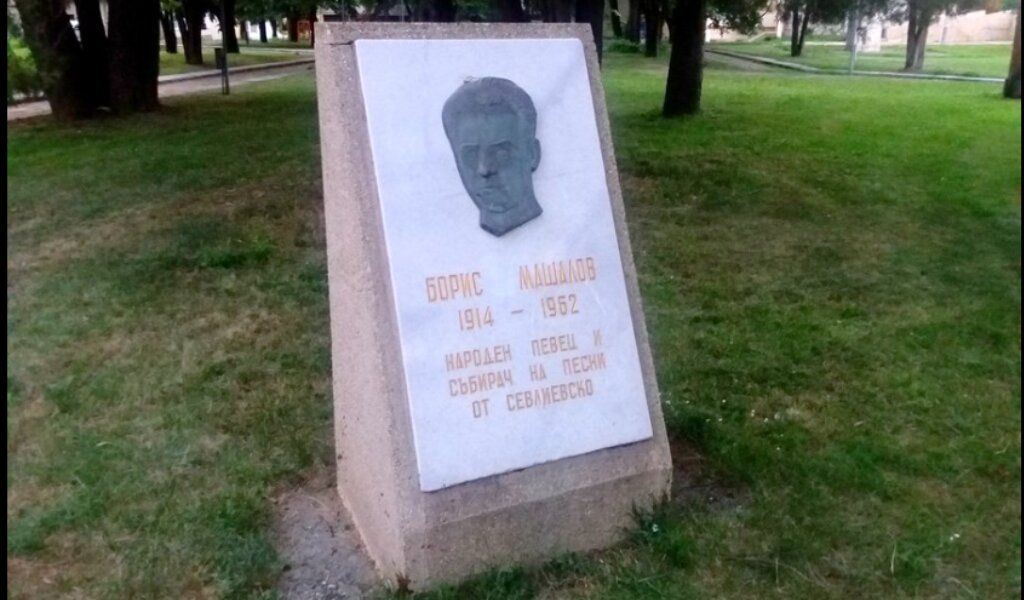 БОРИС МАШАЛОВ
1914 – 1962
НАРОДЕН ПЕВЕЦ И
СЪБИРАЧ НА ПЕСНИ
ОТ СЕВЛИЕВСКО